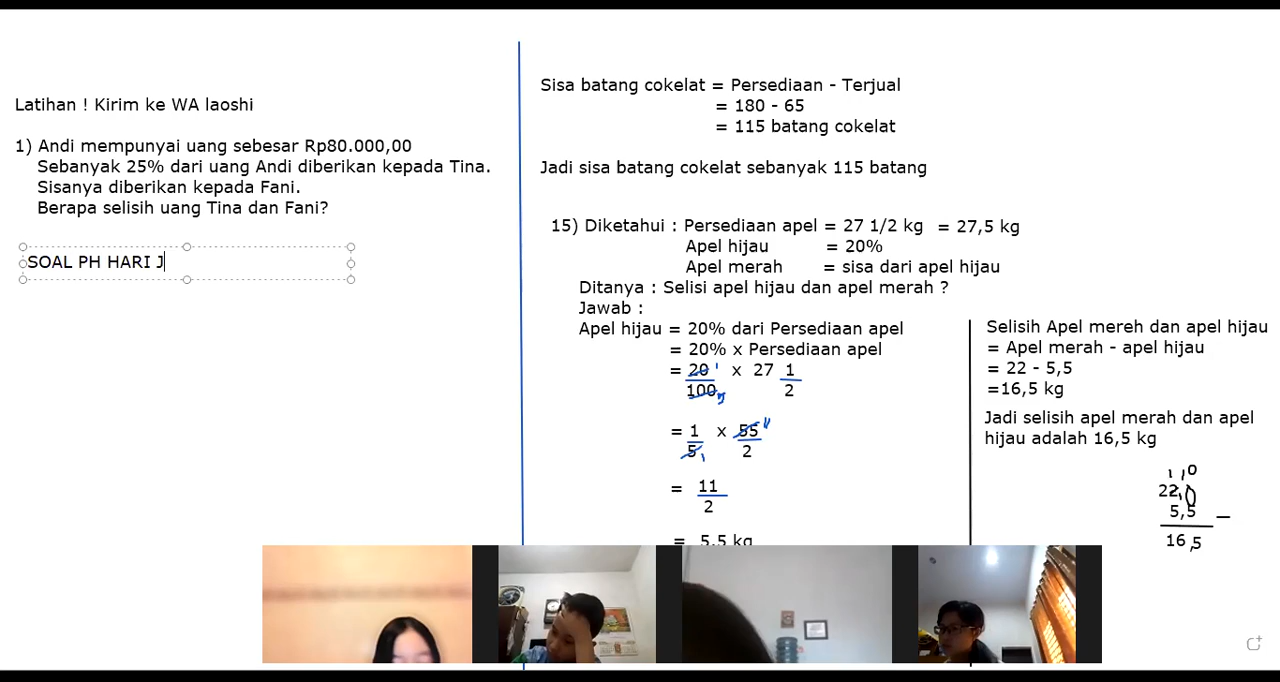 Latihan ! Kirim ke WA laoshi
1) Andi mempunyai uang sebesar Rp80.000,00
Sebanyak 25% dari uang Andi diberikan kepada Tina.
Sisanya diberikan kepada Fani.
Berapa selisih uang Tina dan Fani?
SOAL PH HARI J
Sisa batang cokelat = Persediaan - Terjual
= 180 - 65
= 115 batang cokelat
Jadi sisa batang cokelat sebanyak 115 batang
15) Diketahui : Persediaan apel = 27 1/2 kg = 27,5 kg
Apel hijau = 20%
Apel merah = sisa dari apel hijau
Ditanya : Selisi apel hijau dan apel merah ?
Jawab :
Apel hijau = 20% dari Persediaan apel
= 20% x Persediaan apel
= 20 1 x 27 1
100 5 2
= 1 x 55 11
5 1 2
= 11
2
= 5,5 kg
Selisih Apel mereh dan apel hijau
= Apel merah - apel hijau
= 22 - 5,5
=16,5 kg
Jadi selisih apel merah dan apel
hijau adalah 16,5 kg
1 10
22,0
5,5 -
16,5